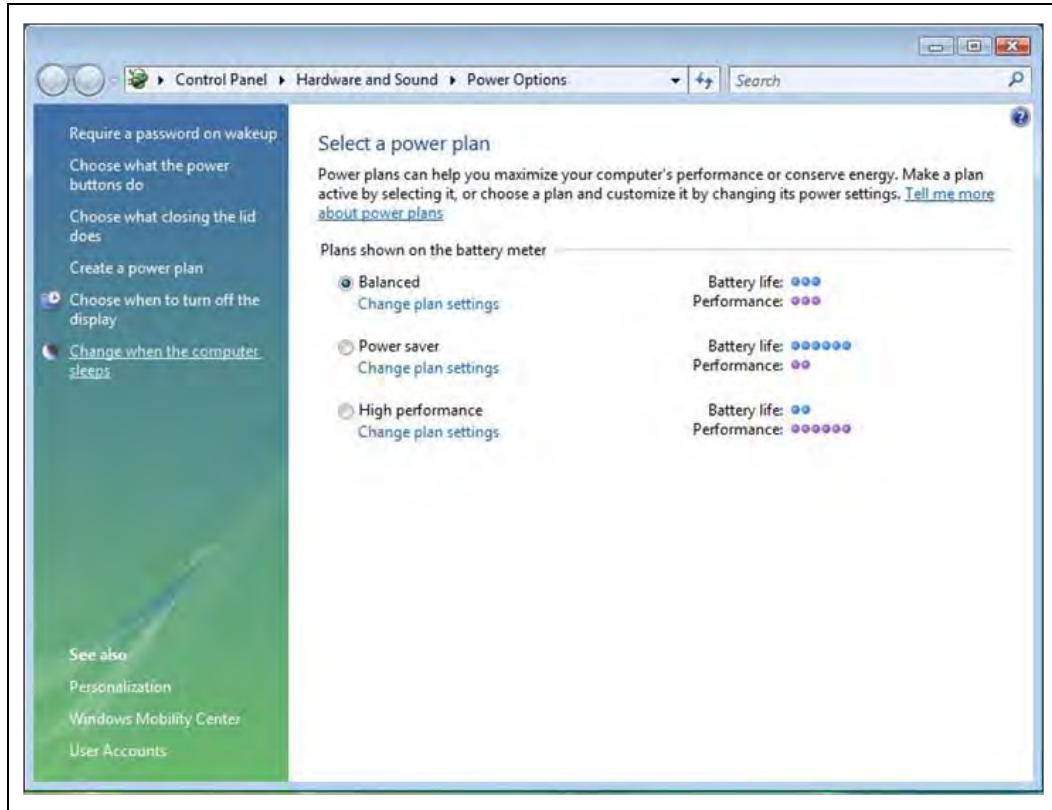 Control Panel Hardware and Sound Power Options
Search
Require a password on wakeup
Choose what the power
buttons do
Choose what closing the lid
does
Create a power plan
Choose when to turn off the
display
Change when the computer
sleeps
See also
Personalization
Windows Mobility Center
User Accounts
Select a power plan
Power plans can help you maximize your computer's performance or conserve energy. Make a plan
active by selecting it, or choose a plan and customize it by changing its power settings. Tell me more
about power plans
Plans shown on the battery meter
Balanced
Change plan settings
Battery life:
Performance:
Power saver
Change plan settings
Battery life:
Performance:
High performance
Change plan settings
Battery life:
Performance: